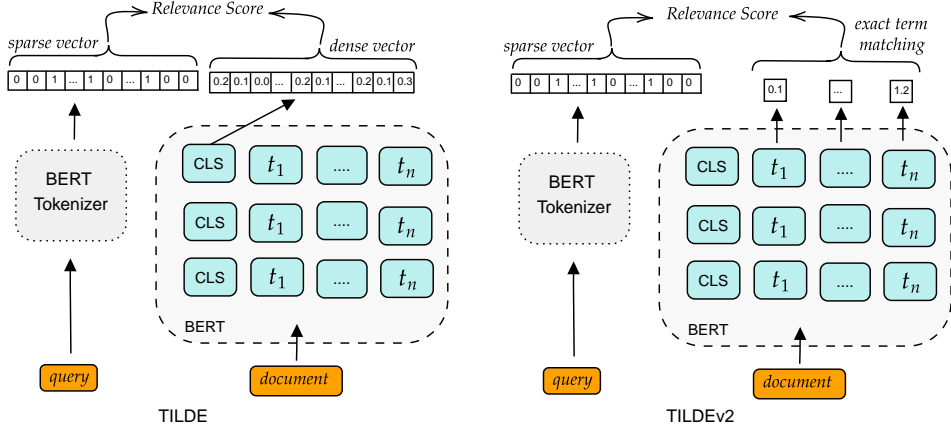 Relevance Score
sparse vector
dense vector
0 0 1 ... 1 0 ... 1 0 0
0.2 0.1 0.0 ... 0.2 0.1 ... 0.2 0.1 0.3
BERT
Tokenizer
CLS t1 .... tn
CLS t1 .... tn
CLS t1 .... tn
BERT
query
document
TILDE
Relevance Score
sparse vector
exact term
matching
0 0 1 ... 1 0 ... 1 0 0
0.1 ... 1.2
BERT
Tokenizer
CLS t1 .... tn
CLS t1 .... tn
CLS t1 .... tn
BERT
query
document
TILDEv2